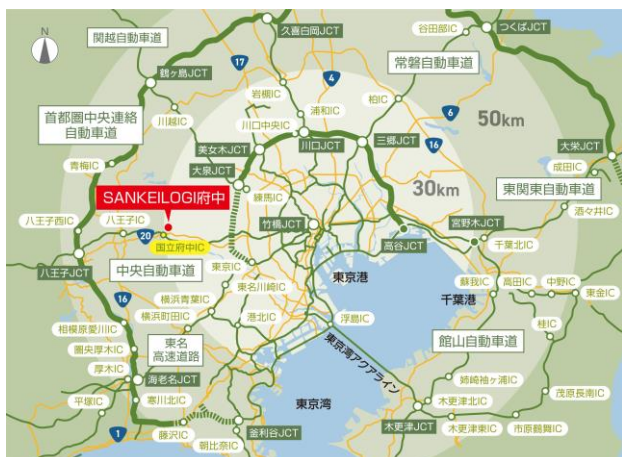 久喜白岡JCT
つくばJCT
谷田部IC
関越自動車道
N
常磐自動車道
17
4
鶴ヶ島JCT
岩槻IC
柏IC
浦和IC
6
50km
首都圏中央連絡
自動車道
川越IC
川口中央IC
美女木JCT
川口JCT
三郷JCT
16
大栄JCT
青梅IC
大泉JCT
成田IC
30km
東関東自動車道
SANKEILOGI府中
練馬IC
酒々井IC
八王子西IC
八王子IC
竹橋JCT
宮野木JCT
20
国立府中IC
高谷JCT
千葉北IC
八王子JCT
中央自動車道
東京IC
東京港
蘇我IC
高田IC
中野IC
東金IC
16
横浜青葉IC
東名川崎IC
千葉港
横浜町田IC
港北IC
浮島IC
桂IC
相模原愛川IC
館山自動車道
圏央厚木IC
東名
高速道路
東京湾アクアライン
厚木IC
海老名JCT
姉崎袖ヶ浦IC
茂原長南IC
平塚IC
寒川北IC
東京湾
木更津北IC
1
藤沢IC
朝比奈IC
釜利谷JCT
木更津JCT
木更津東IC
市原鶴舞IC